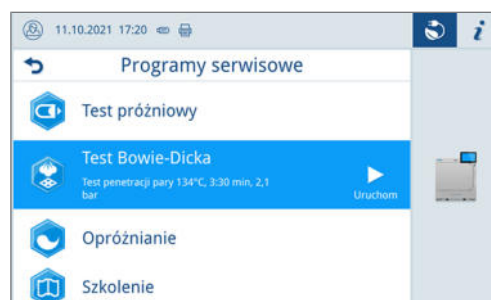 11.10.2021 17:20
i
Programy serwisowe
Test próżniowy
Test Bowie-Dicka
Test penetracji pary 134°C, 3:30 min, 2,1
bar
Uruchom
Opróżnianie
Szkolenie